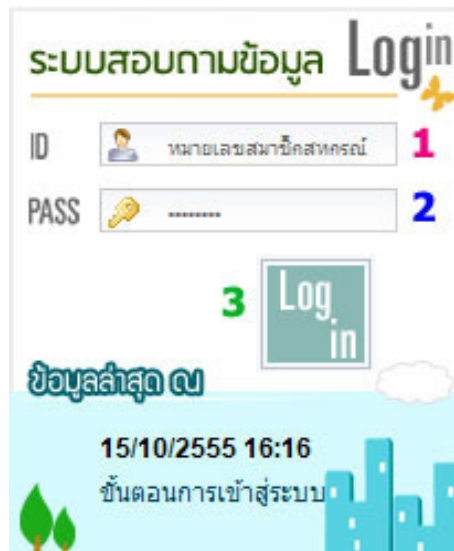 ระบบสอบถามข้อมูล Login
ID หมายเลขสมาชิกสหกรณ์ 1
PASS -------- 2
3 Log in
ข้อมูลล่าสุด ณ
15/10/2555 16:16
ขั้นตอนการเข้าสู่ระบบ